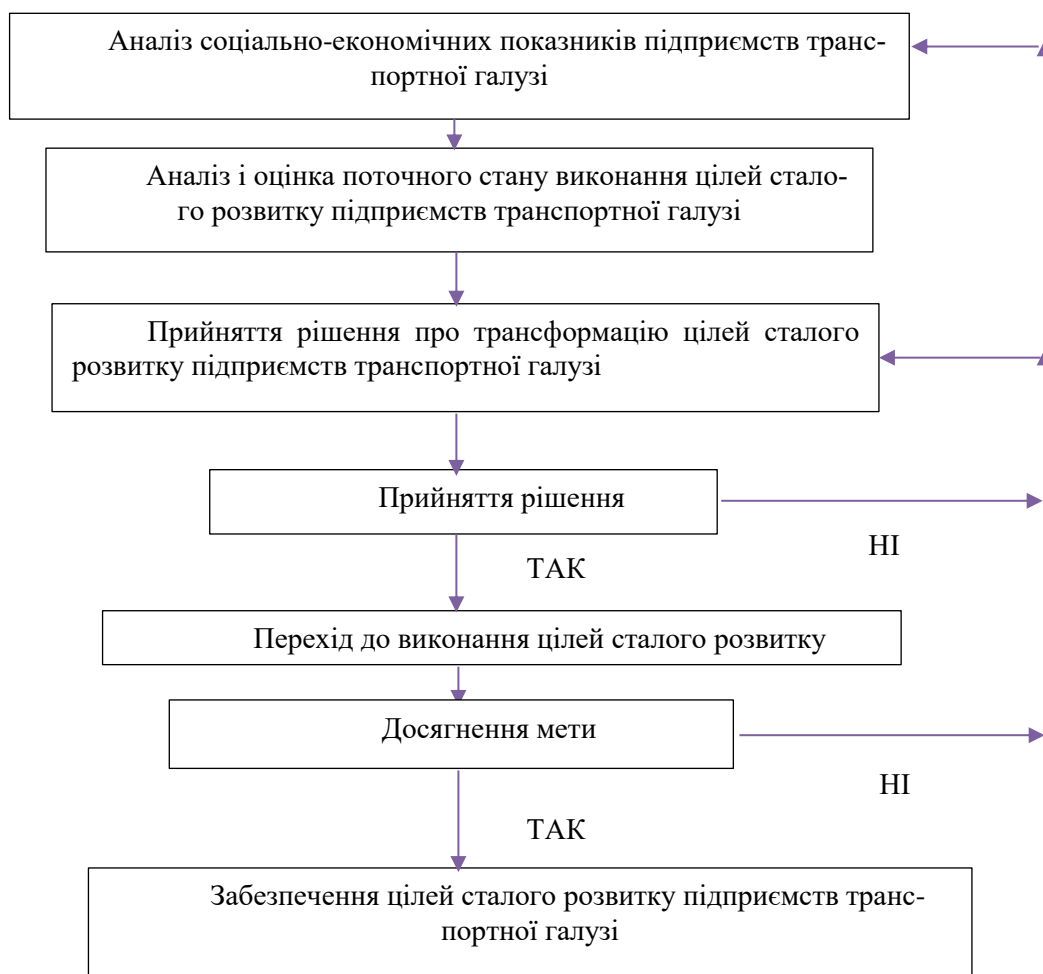 Аналіз соціально-економічних показників підприємств транс-
портної галузі
Аналіз і оцінка поточного стану виконання цілей стало-
го розвитку підприємств транспортної галузі
Прийняття рішення про трансформацію цілей сталого
розвитку підприємств транспортної галузі
Прийняття рішення
НІ
ТАК
Перехід до виконання цілей сталого розвитку
Досягнення мети
НІ
ТАК
Забезпечення цілей сталого розвитку підприємств транс-
портної галузі